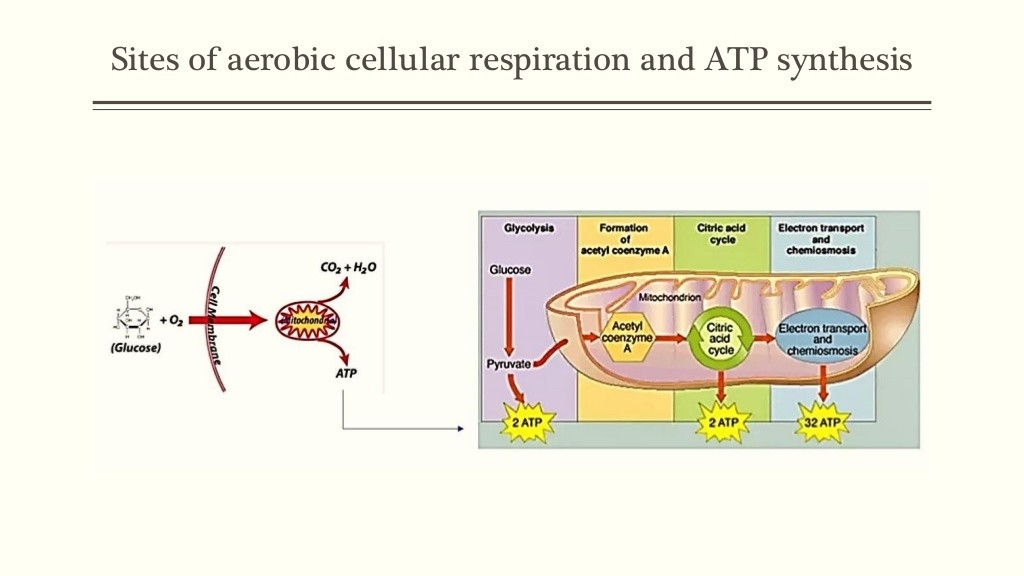 Sites of aerobic cellular respiration and ATP synthesis
CO₂ + H₂O
Cell Membrane
CH₂OH
+ O₂
Mitochondria
(Glucose)
ATP
Glycolysis
Formation
of
acetyl coenzyme A
Citric acid
cycle
Electron transport
and
chemiosmosis
Glucose
Mitochondrion
Acetyl
coenzyme
A
Citric
acid
cycle
Electron transport
and
chemiosmosis
Pyruvate
2 ATP
2 ATP
32 ATP